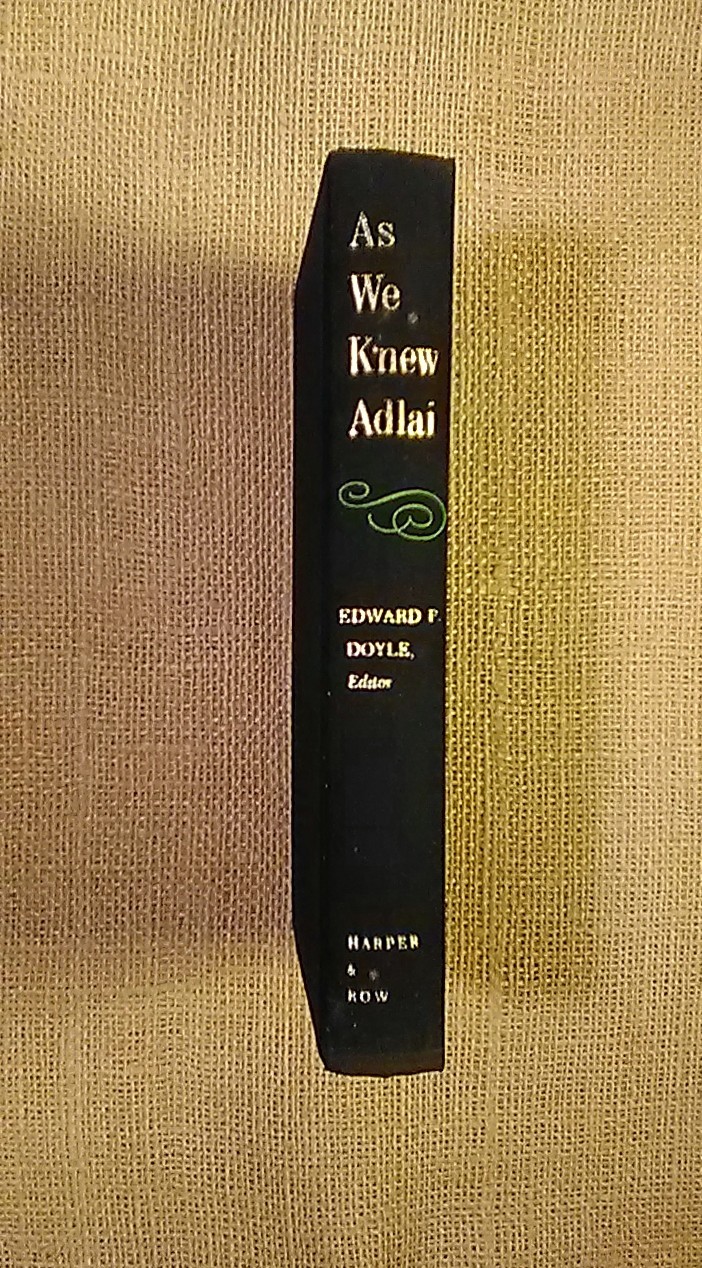 As
We
Knew
Adlai
EDWARD P.
DOYLE,
Editor
HARPER
&
ROW